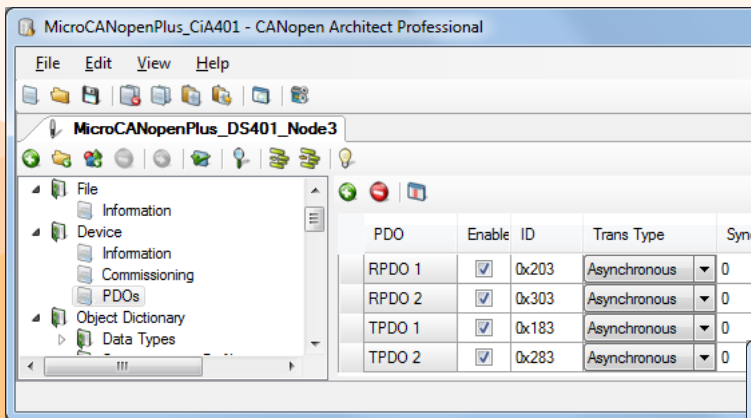 MicroCANopenPlus_CiA401 - CANopen Architect Professional
File Edit View Help
MicroCANopenPlus_DS401_Node3
File
Information
Device
Information
Commissioning
PDOs
Object Dictionary
Data Types
PDO Enable ID Trans Type Syn
RPDO 1 0x203 Asynchronous 0
RPDO 2 0x303 Asynchronous 0
TPDO 1 0x183 Asynchronous 0
TPDO 2 0x283 Asynchronous 0